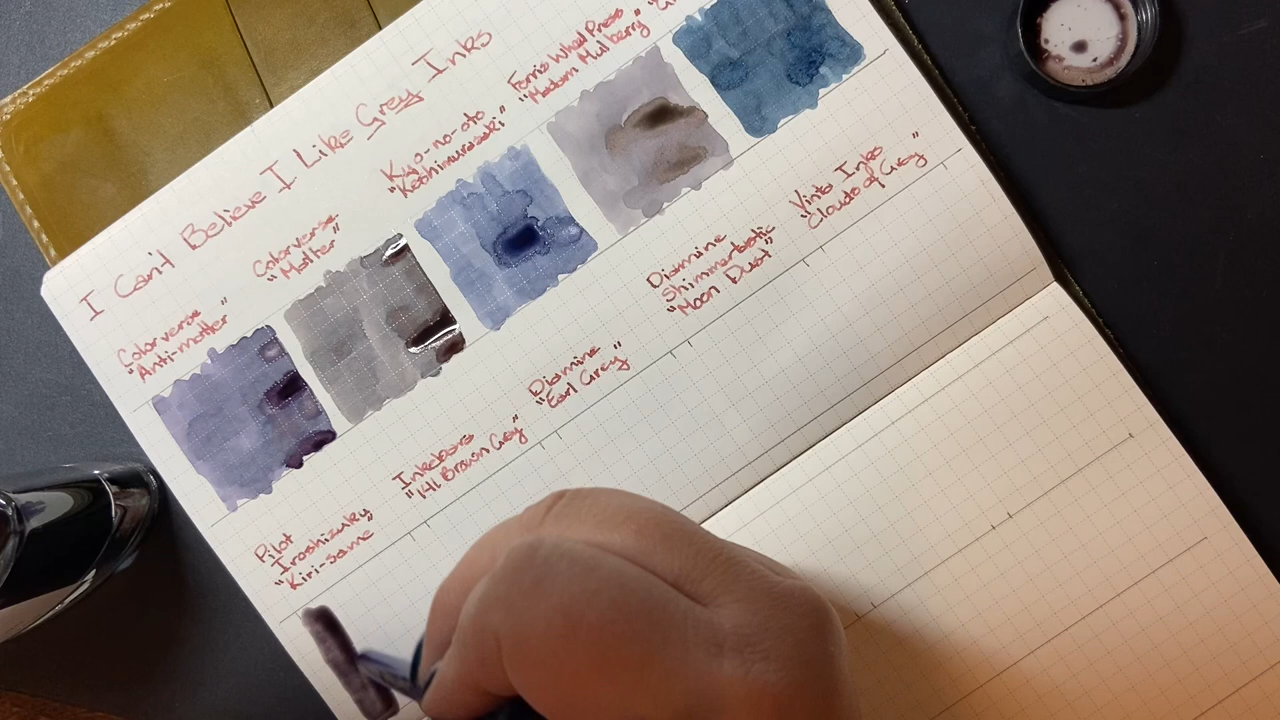 I Can't Believe I Like Grey Inks
Colorverse
"Anti-matter"
Colorverse
"Matter"
Kyo-no-oto
"Keshimurasaki"
Ferris Wheel Press
"Madam Mulberry"
Pilot
"Iroshizuku"
"Kiri-same"
Inkebara
"141 Brown Grey"
Diamine
"Earl Grey"
Diamine
Shimmertastic
"Moon Dust"
Vinta Inks
"Clouds of Grey"